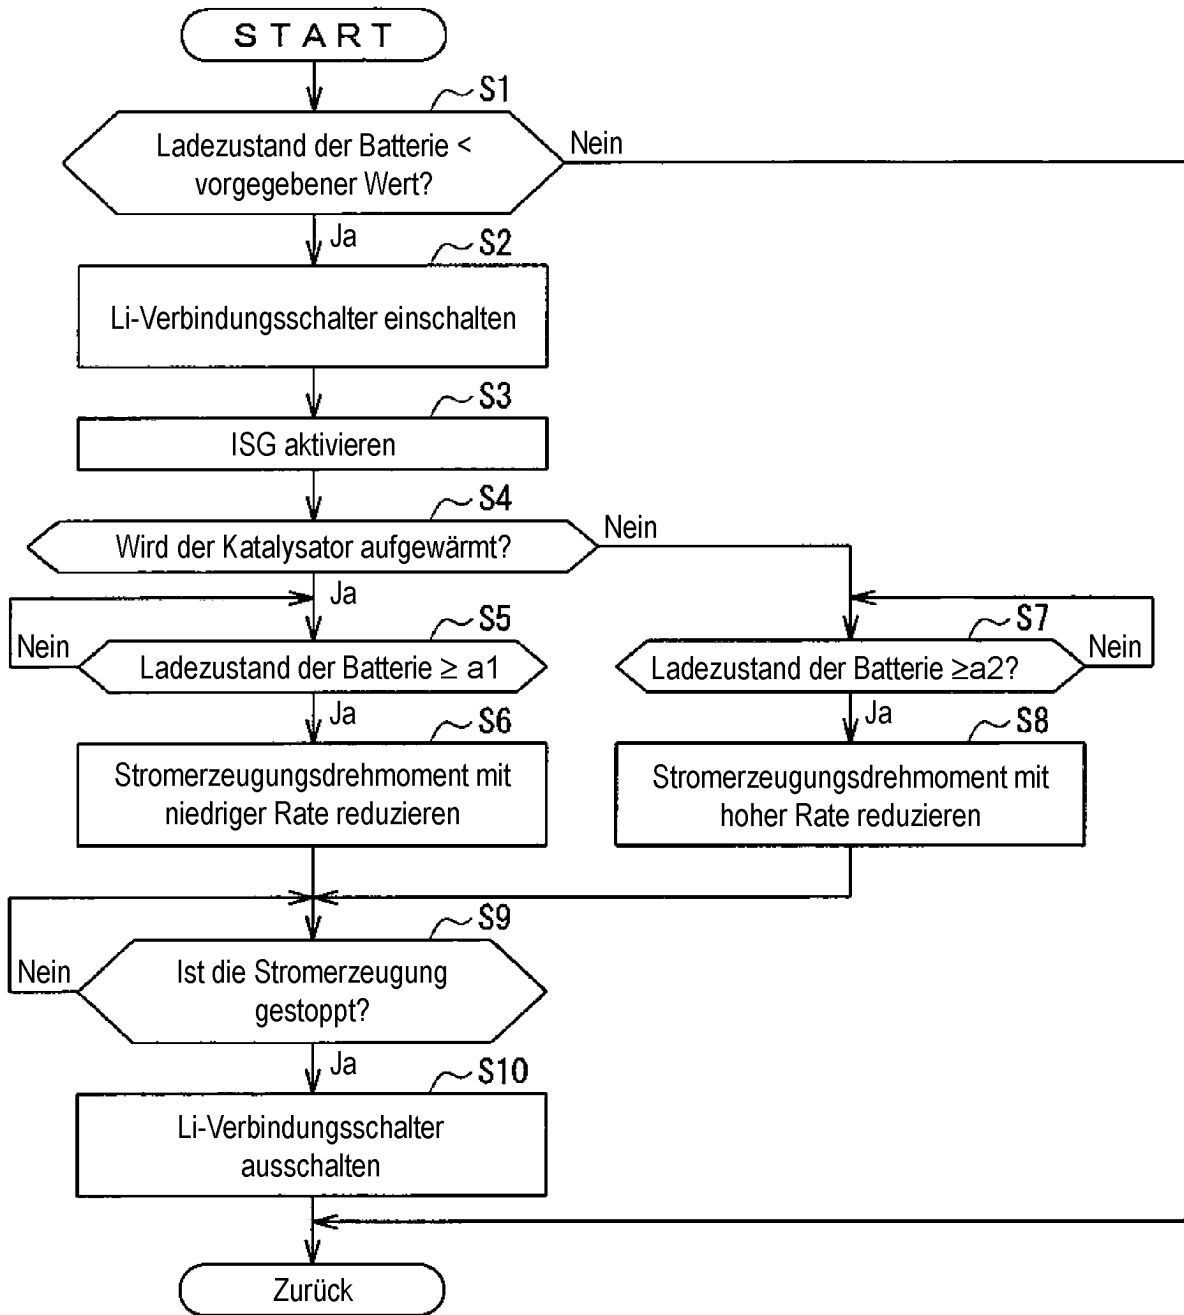 START
S1
Ladezustand der Batterie <
vorgegebener Wert?
Nein
Ja
S2
Li-Verbindungsschalter einschalten
S3
ISG aktivieren
S4
Wird der Katalysator aufgewärmt?
Nein
Ja
S5
Ladezustand der Batterie ≥ a1
Nein
Ja
S7
Ladezustand der Batterie ≥a2?
Nein
Ja
S6
Stromerzeugungsdrehmoment mit
niedriger Rate reduzieren
S8
Stromerzeugungsdrehmoment mit
hoher Rate reduzieren
S9
Ist die Stromerzeugung
gestoppt?
Nein
Ja
S10
Li-Verbindungsschalter
ausschalten
Zurück